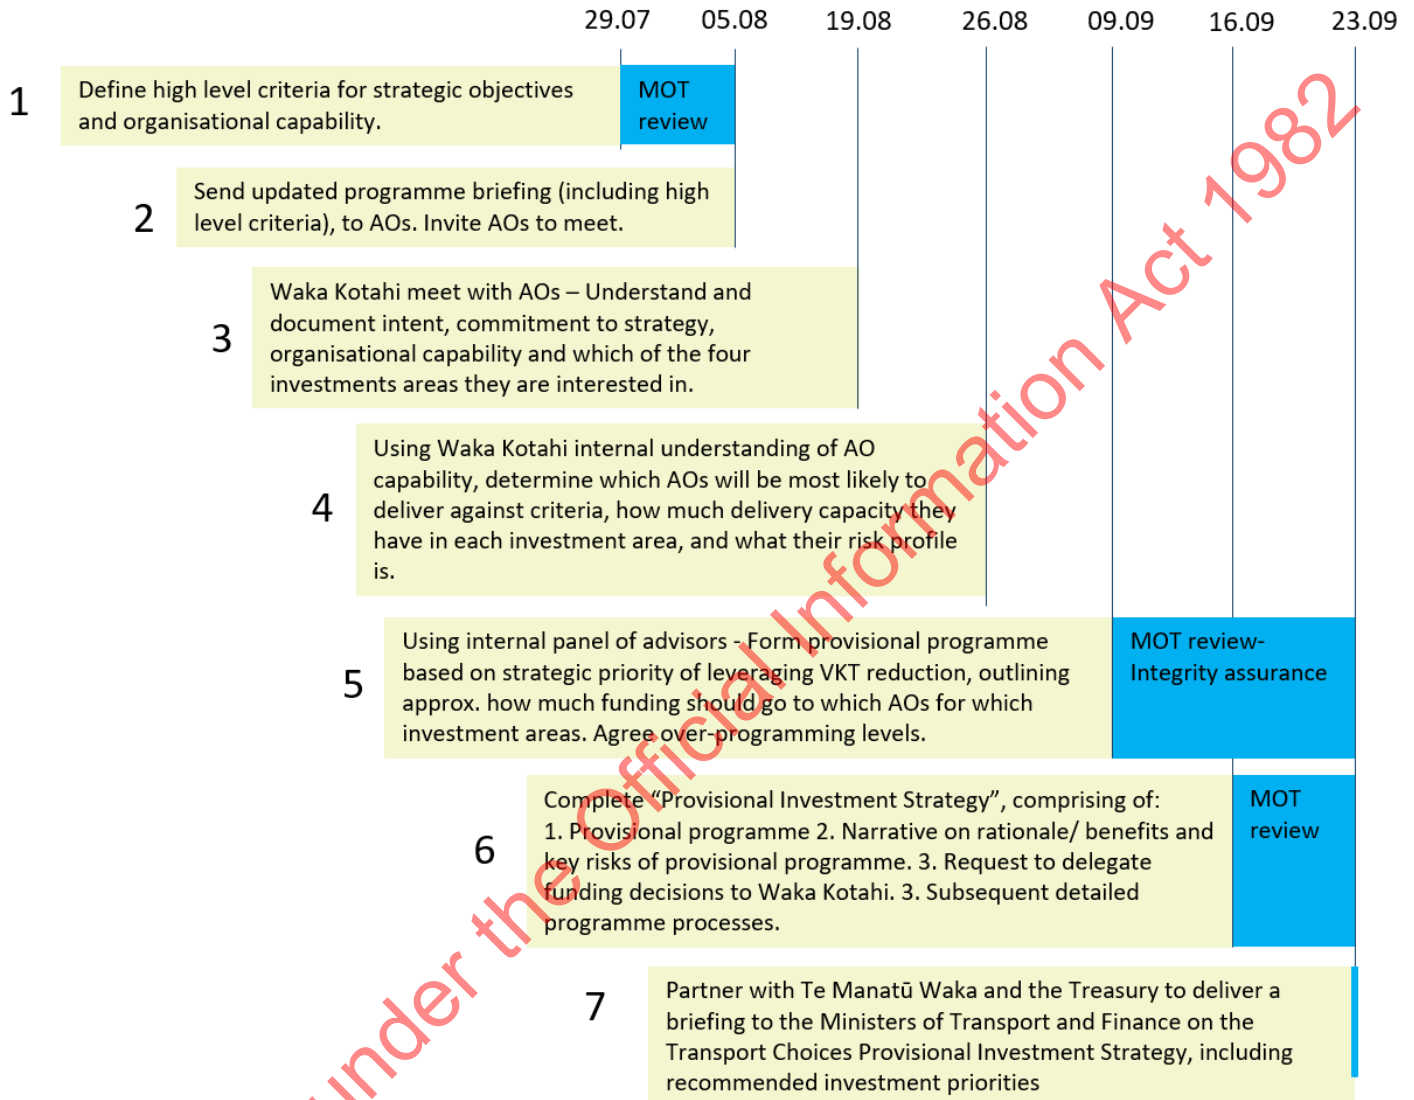 29.07 05.08 19.08 26.08 09.09 16.09 23.09
1
Define high level criteria for strategic objectives
and organisational capability.
MOT
review
2
Send updated programme briefing (including high
level criteria), to AOs. Invite AOs to meet.
3
Waka Kotahi meet with AOs – Understand and
document intent, commitment to strategy,
organisational capability and which of the four
investments areas they are interested in.
4
Using Waka Kotahi internal understanding of AO
capability, determine which AOs will be most likely to
deliver against criteria, how much delivery capacity they
have in each investment area, and what their risk profile
is.
5
Using internal panel of advisors - Form provisional programme
based on strategic priority of leveraging VKT reduction, outlining
approx. how much funding should go to which AOs for which
investment areas. Agree over-programming levels.
MOT review-
Integrity assurance
6
Complete “Provisional Investment Strategy”, comprising of:
1. Provisional programme 2. Narrative on rationale/ benefits and
key risks of provisional programme. 3. Request to delegate
funding decisions to Waka Kotahi. 3. Subsequent detailed
programme processes.
MOT
review
7
Partner with Te Manatū Waka and the Treasury to deliver a
briefing to the Ministers of Transport and Finance on the
Transport Choices Provisional Investment Strategy, including
recommended investment priorities
under the Official Information Act 1982